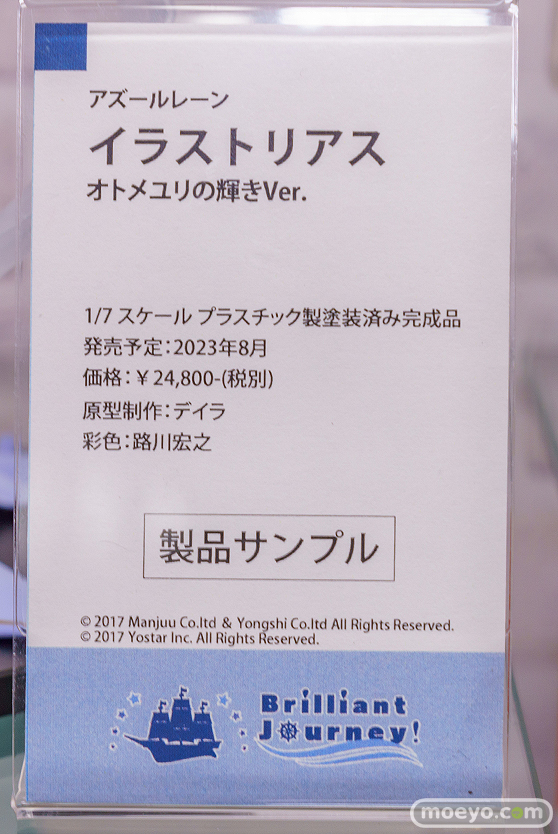 アズールレーン
イラストリアス
オトメユリの輝きVer.
1/7 スケール プラスチック製塗装済み完成品
発売予定：2023年8月
価格：￥24,800-(税別)
原型制作：デイラ
彩色：路川宏之
製品サンプル
© 2017 Manjuu Co.ltd & Yongshi Co.ltd All Rights Reserved.
© 2017 Yostar Inc. All Rights Reserved.
Brilliant
Journey!
moeyo.com